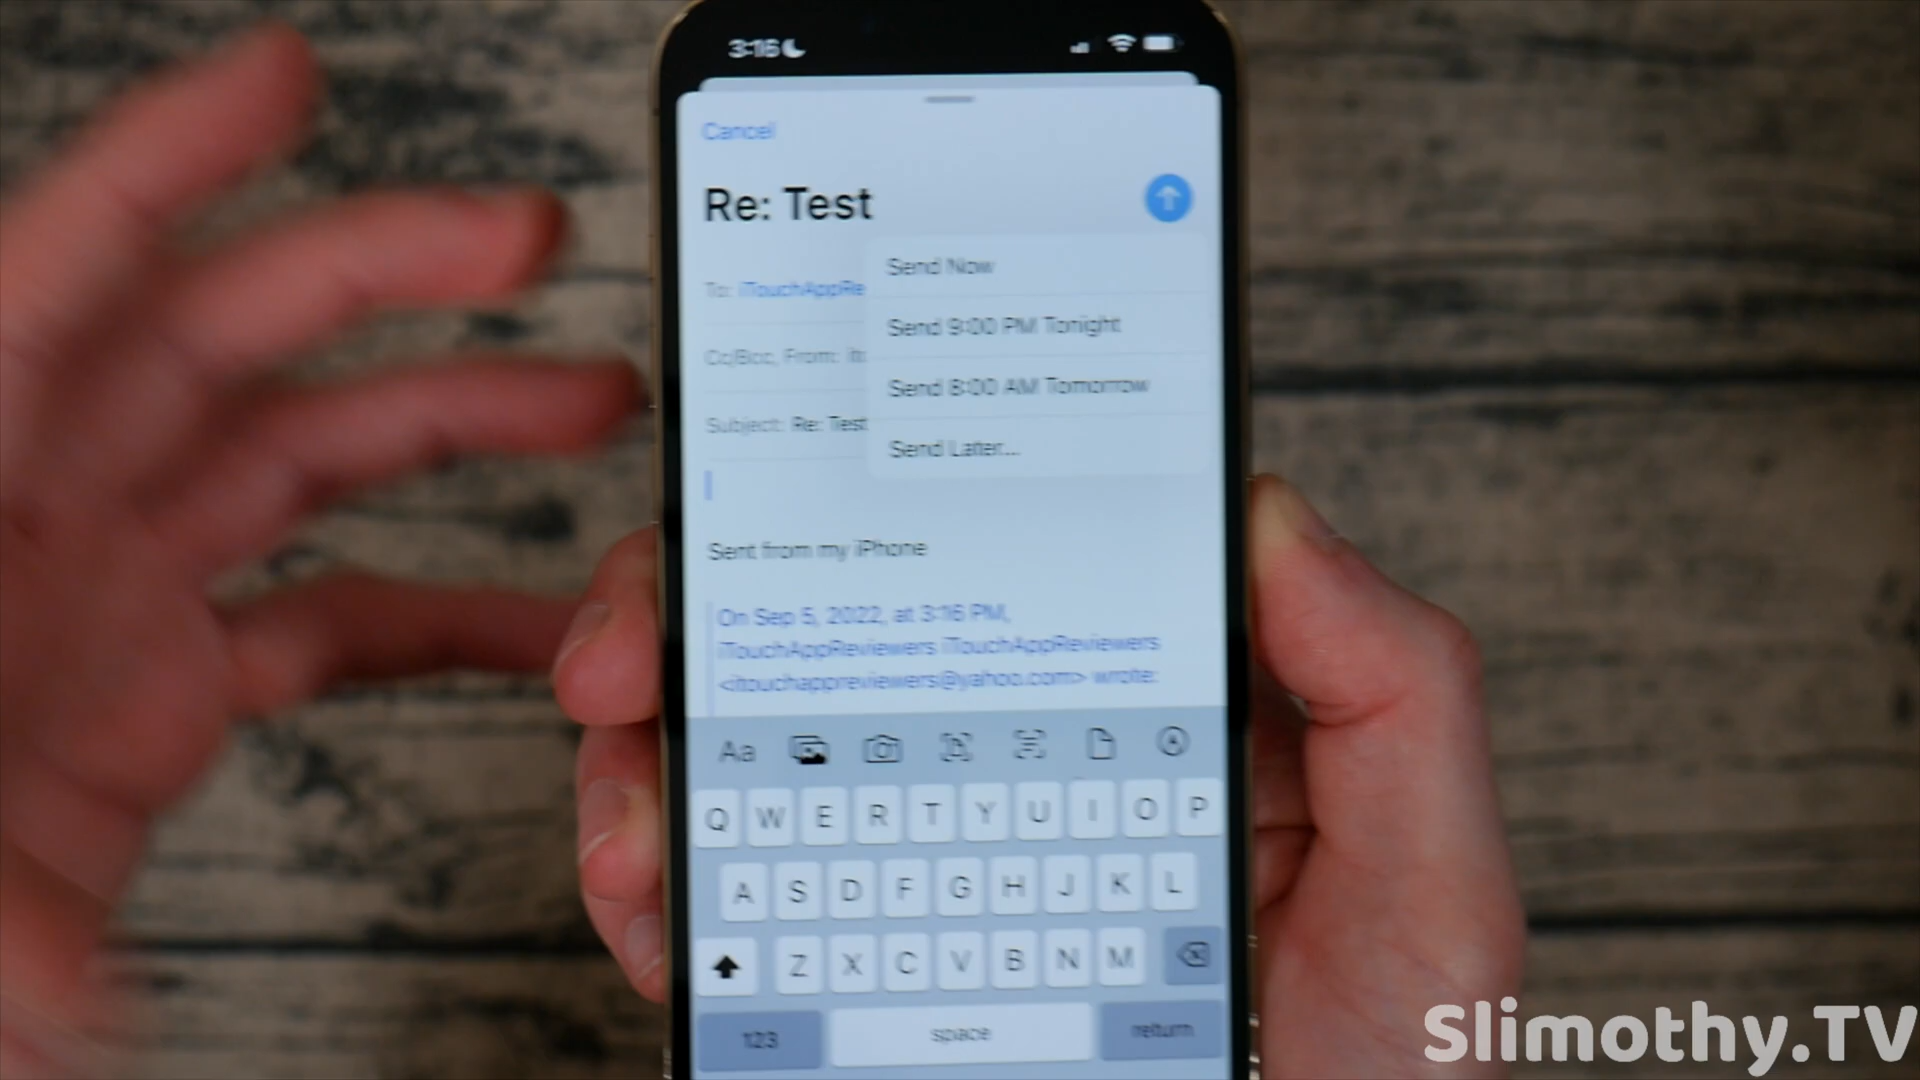 3:16
Cancel
Re: Test
Send Now
To: iTouchAppRe
Send 9:00 PM Tonight
Cc/Bcc, From: it
Send 8:00 AM Tomorrow
Subject: Re: Test
Send Later...
Sent from my iPhone
On Sep 5, 2022, at 3:16 PM,
iTouchAppReviewers iTouchAppReviewers
<itouchappreviewers@yahoo.com> wrote:
Aa
Q W E R T Y U I O P
A S D F G H J K L
Z X C V B N M
123 space return
Slimothy.TV